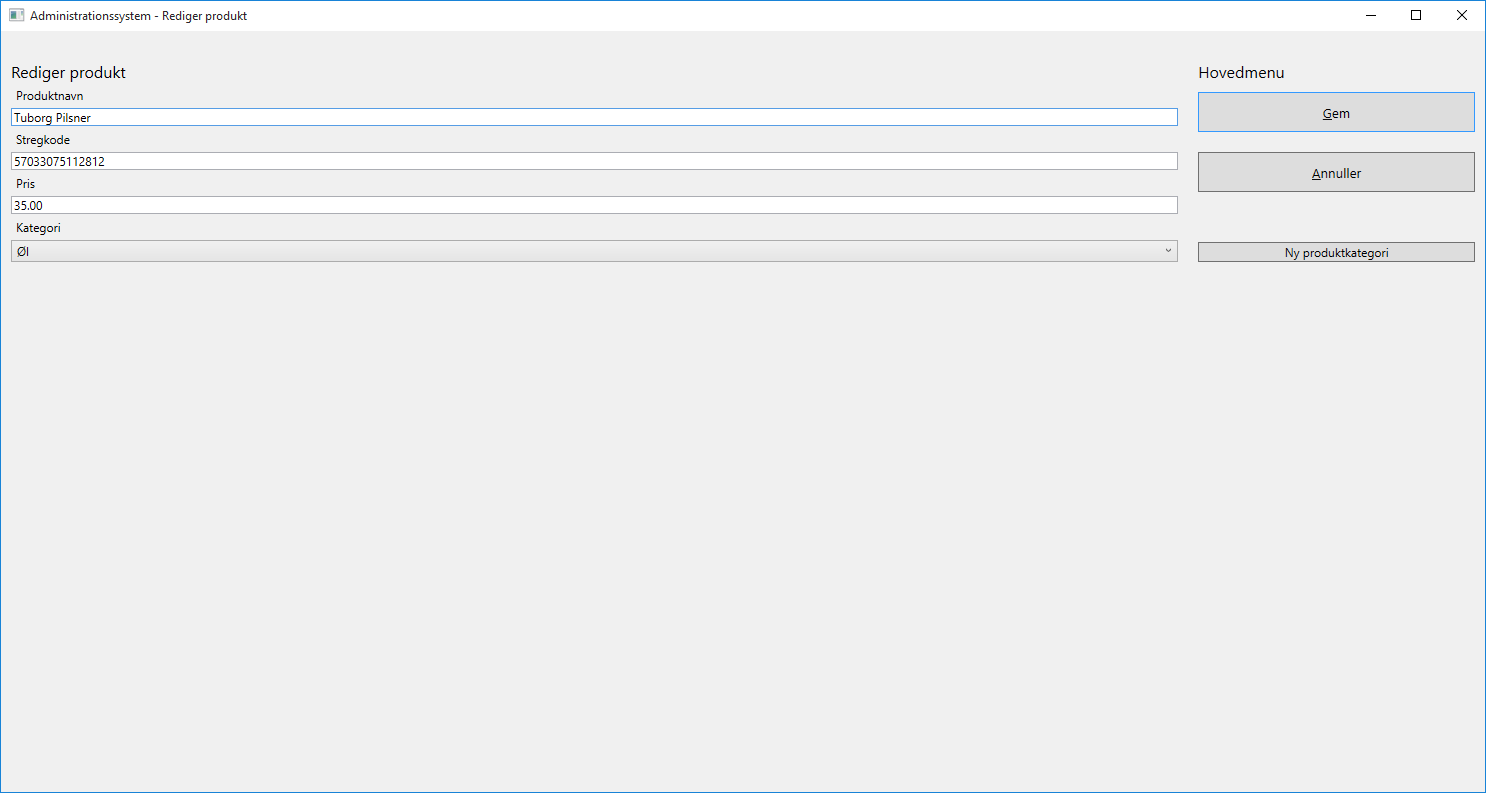 Administrationssystem - Rediger produkt
Rediger produkt
Produktnavn
Tuborg Pilsner
Stregkode
57033075112812
Pris
35.00
Kategori
Øl
Hovedmenu
Gem
Annuller
Ny produktkategori